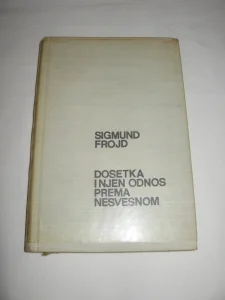 SIGMUND
FROJD
DOSETKA
I NJEN ODNOS
PREMA
NESVESNOM